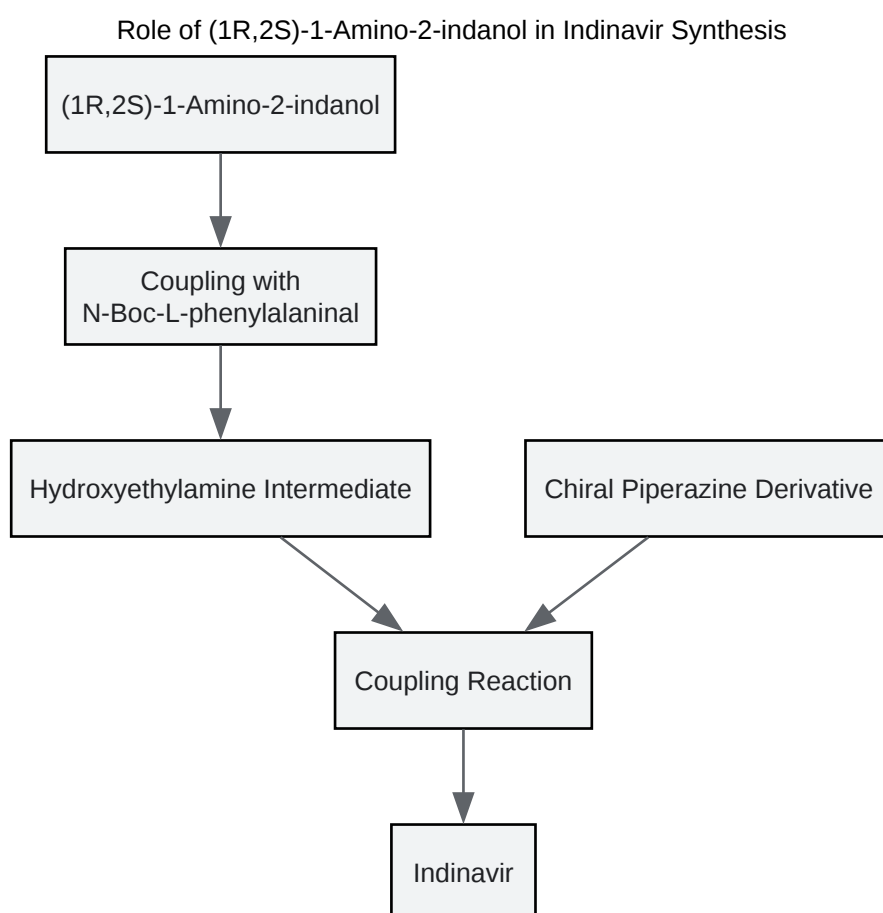 Role of (1R,2S)-1-Amino-2-indanol in Indinavir Synthesis
(1R,2S)-1-Amino-2-indanol
Coupling with
N-Boc-L-phenylalaninal
Hydroxyethylamine Intermediate
Chiral Piperazine Derivative
Coupling Reaction
Indinavir